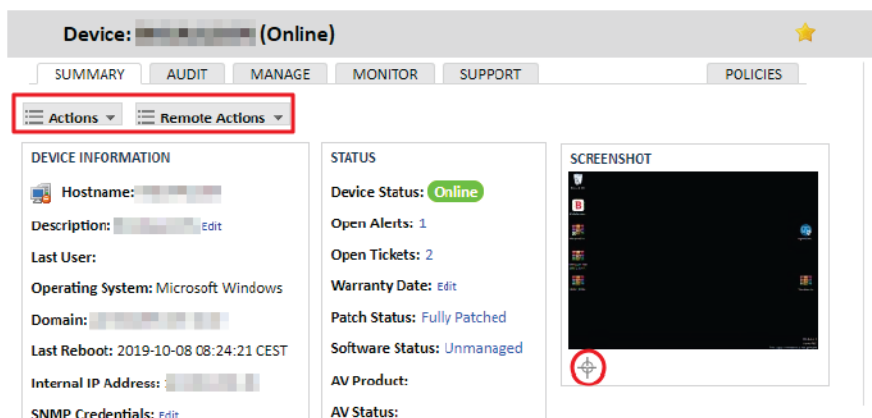 Device: (Online)
SUMMARY AUDIT MANAGE MONITOR SUPPORT POLICIES
Actions Remote Actions
DEVICE INFORMATION
Hostname:
Description: Edit
Last User:
Operating System: Microsoft Windows
Domain:
Last Reboot: 2019-10-08 08:24:21 CEST
Internal IP Address:
SNMP Credentials: Edit
STATUS
Device Status: Online
Open Alerts: 1
Open Tickets: 2
Warranty Date: Edit
Patch Status: Fully Patched
Software Status: Unmanaged
AV Product:
AV Status:
SCREENSHOT
B